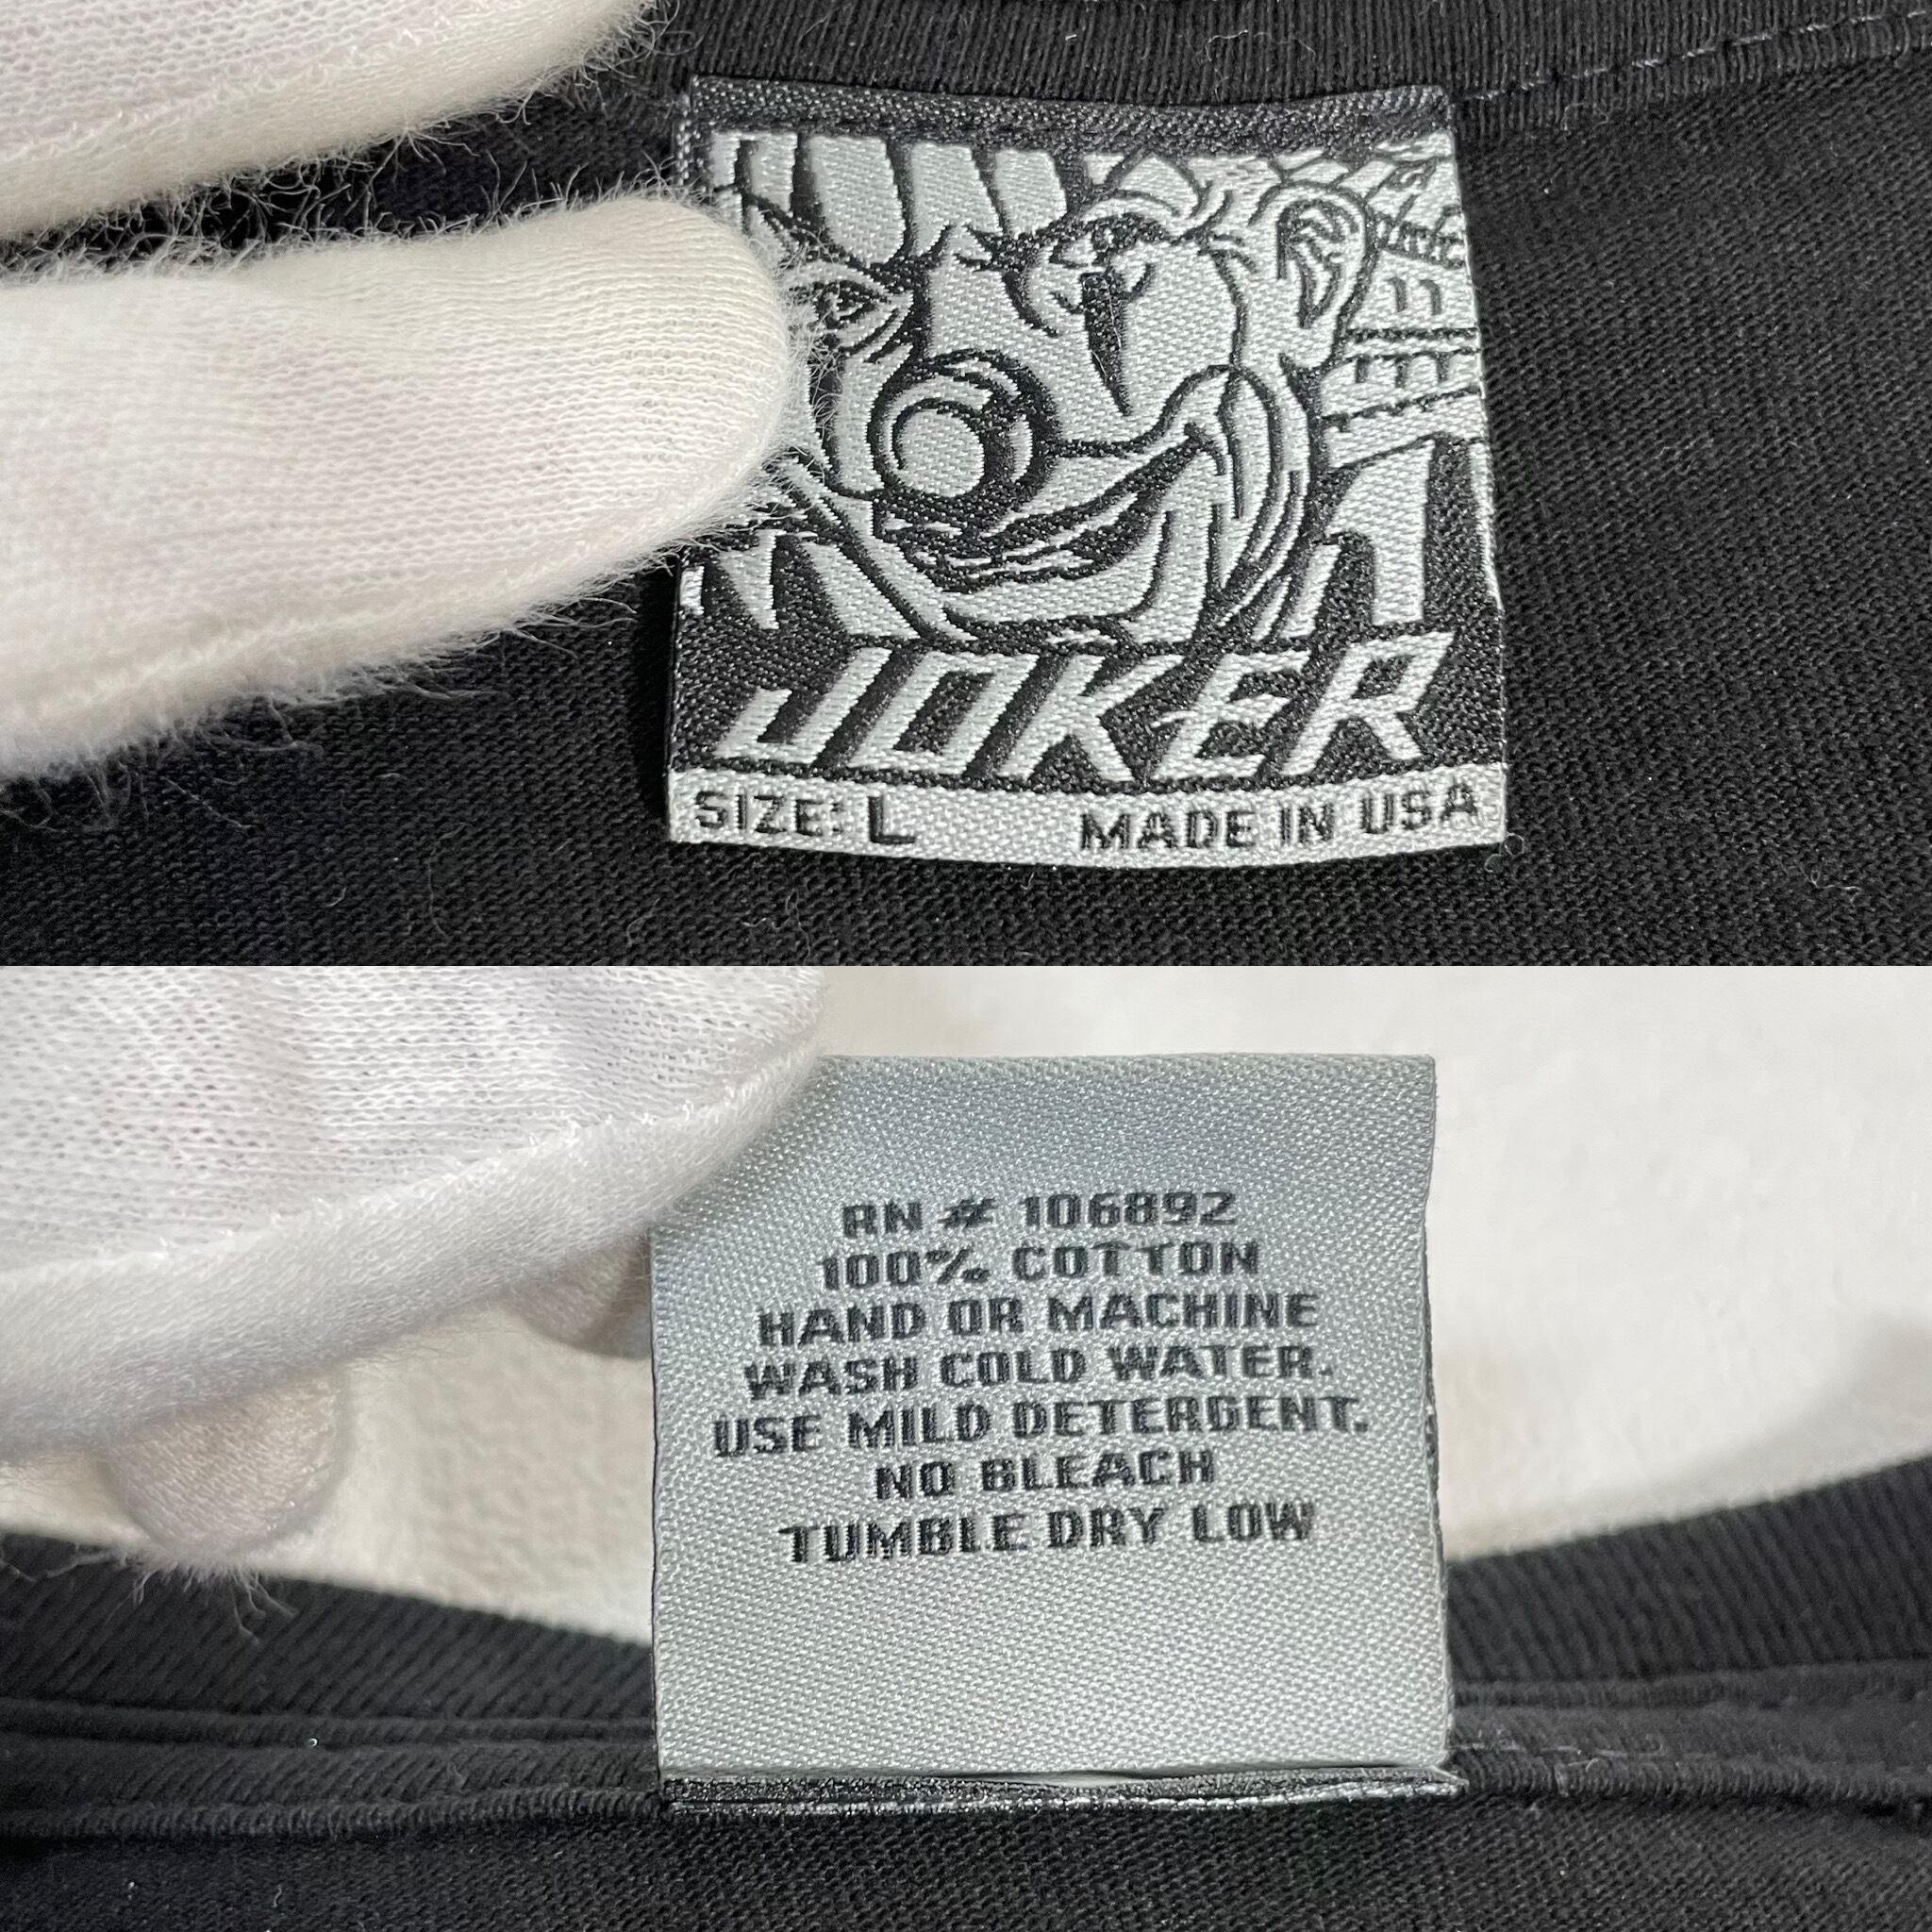 JOKER
SIZE: L MADE IN USA
RN # 106892
100% COTTON
HAND OR MACHINE
WASH COLD WATER.
USE MILD DETERGENT.
NO BLEACH
TUMBLE DRY LOW